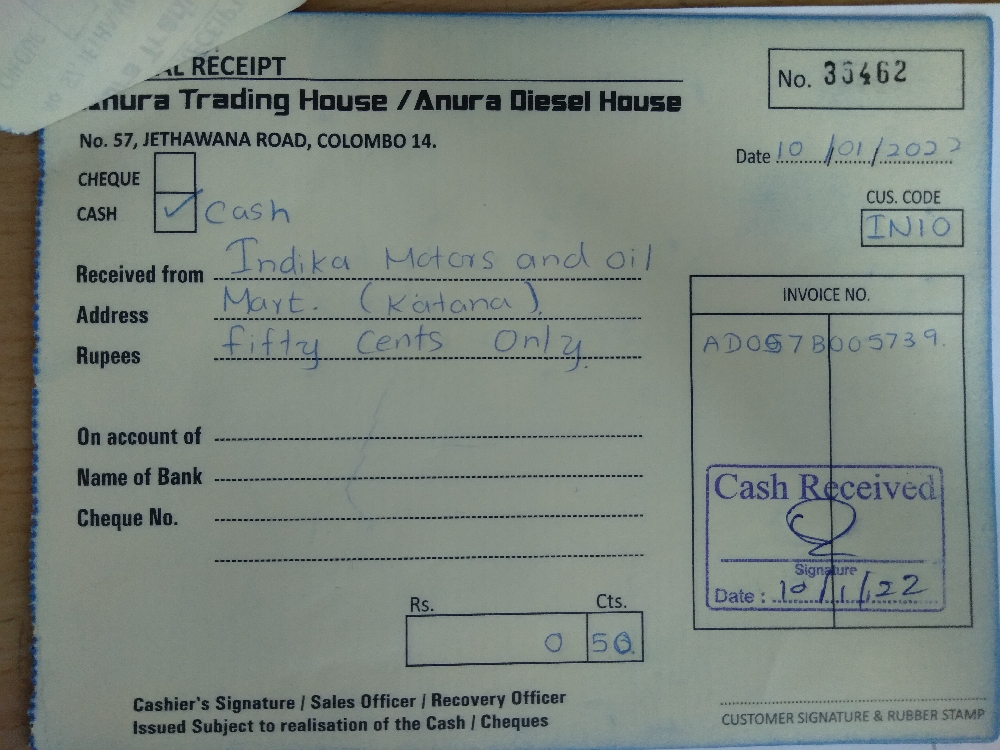 RECEIPT
No. 35462
Anura Trading House / Anura Diesel House
No. 57, JETHAWANA ROAD, COLOMBO 14.
Date 10/01/2022
CHEQUE
CASH ✓ Cash
CUS. CODE
IN10
Received from Indika Motors and oil
Address Mart. (Katana).
Rupees fifty Cents Only.
INVOICE NO.
AD057B005739.
On account of
Name of Bank
Cheque No.
Cash Received
Signature
Date : 10/1/22
Rs. Cts.
0 50.
Cashier's Signature / Sales Officer / Recovery Officer
Issued Subject to realisation of the Cash / Cheques
CUSTOMER SIGNATURE & RUBBER STAMP